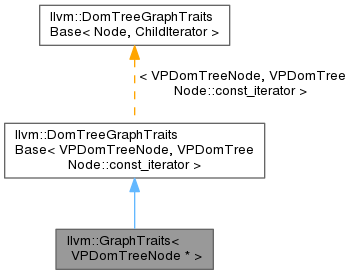 llvm::DomTreeGraphTraits
Base< Node, ChildIterator >
< VPDomTreeNode, VPDomTree
Node::const_iterator >
llvm::DomTreeGraphTraits
Base< VPDomTreeNode, VPDomTree
Node::const_iterator >
llvm::GraphTraits<
VPDomTreeNode * >